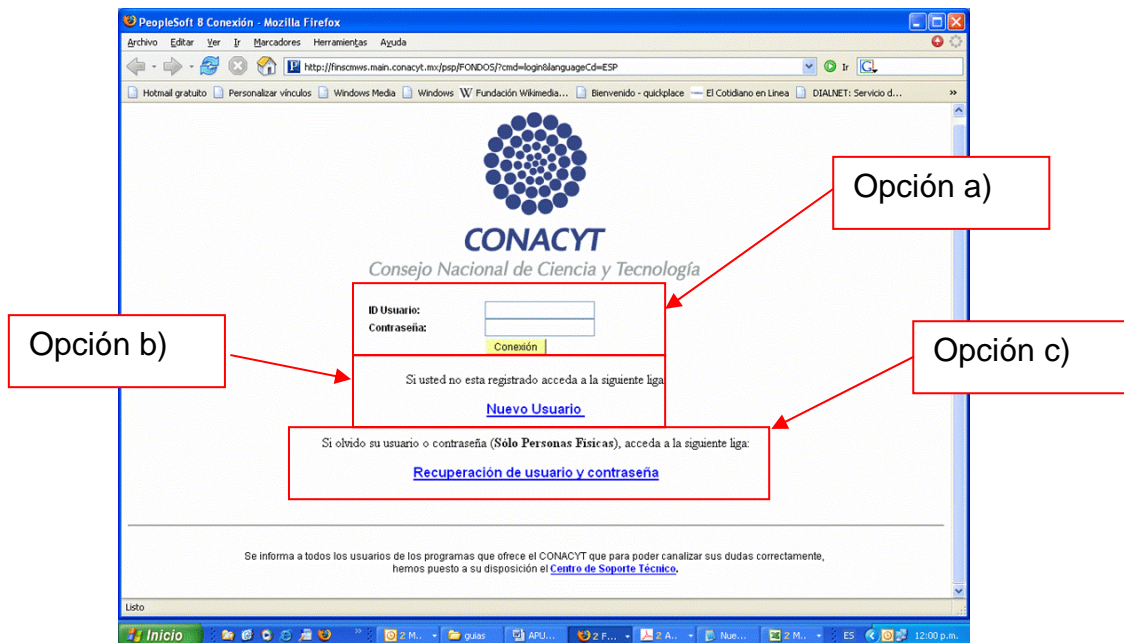 PeopleSoft 8 Conexión - Mozilla Firefox
Archivo Editar Ver Ir Marcadores Herramientas Ayuda
http://finscmws.main.conacyt.mx/psp/FONDOS/?cmd=login&languageCd=ESP Ir
Hotmail gratuito Personalizar vínculos Windows Media Windows Fundación Wikimedia... Bienvenido - quickplace El Cotidiano en Linea DIALNET: Servicio d... »
CONACYT
Consejo Nacional de Ciencia y Tecnología
Opción a)
ID Usuario:
Contraseña:
Conexión
Opción b)
Opción c)
Si usted no esta registrado acceda a la siguiente liga
Nuevo Usuario
Si olvido su usuario o contraseña (Sólo Personas Físicas), acceda a la siguiente liga:
Recuperación de usuario y contraseña
Se informa a todos los usuarios de los programas que ofrece el CONACYT que para poder canalizar sus dudas correctamente,
hemos puesto a su disposición el Centro de Soporte Técnico.
Listo
Inicio » 2 M.. guias APU... 2 F... 2 A.. Nue... 2 M.. ES 12:00 p.m.